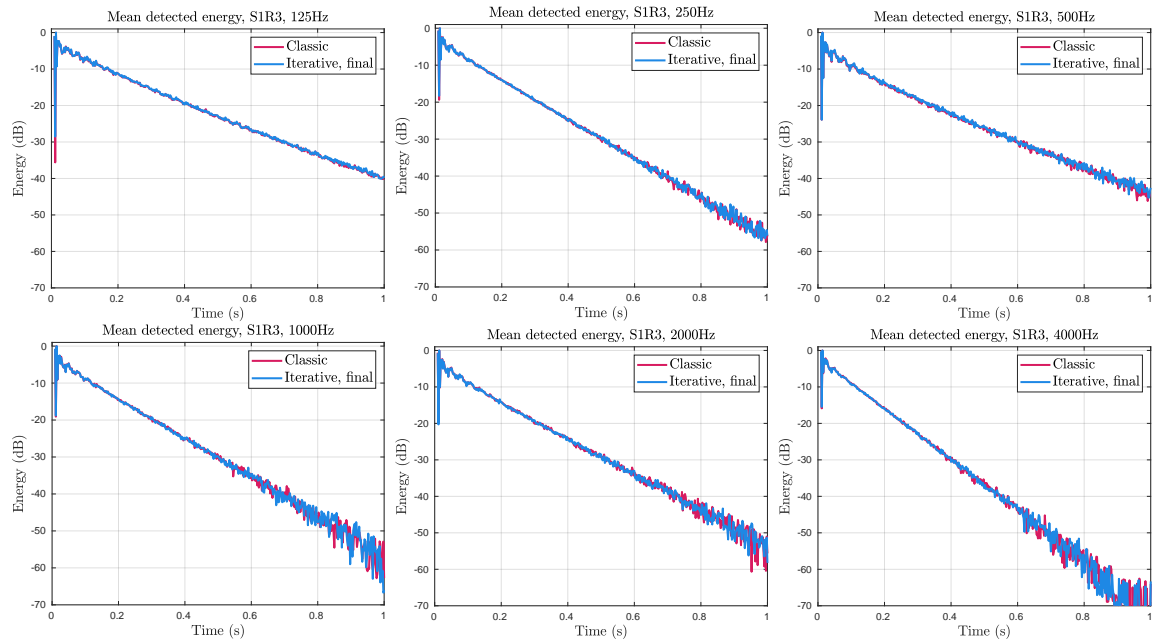 Mean detected energy, S1R3, 125Hz
0
-10
-20
-30
-40
-50
-60
-70
Energy (dB)
Classic
Iterative, final
0 0.2 0.4 0.6 0.8 1
Time (s)
Mean detected energy, S1R3, 250Hz
0
-10
-20
-30
-40
-50
-60
-70
Energy (dB)
Classic
Iterative, final
0 0.2 0.4 0.6 0.8 1
Time (s)
Mean detected energy, S1R3, 500Hz
0
-10
-20
-30
-40
-50
-60
-70
Energy (dB)
Classic
Iterative, final
0 0.2 0.4 0.6 0.8 1
Time (s)
Mean detected energy, S1R3, 1000Hz
0
-10
-20
-30
-40
-50
-60
-70
Energy (dB)
Classic
Iterative, final
0 0.2 0.4 0.6 0.8 1
Time (s)
Mean detected energy, S1R3, 2000Hz
0
-10
-20
-30
-40
-50
-60
-70
Energy (dB)
Classic
Iterative, final
0 0.2 0.4 0.6 0.8 1
Time (s)
Mean detected energy, S1R3, 4000Hz
0
-10
-20
-30
-40
-50
-60
-70
Energy (dB)
Classic
Iterative, final
0 0.2 0.4 0.6 0.8 1
Time (s)